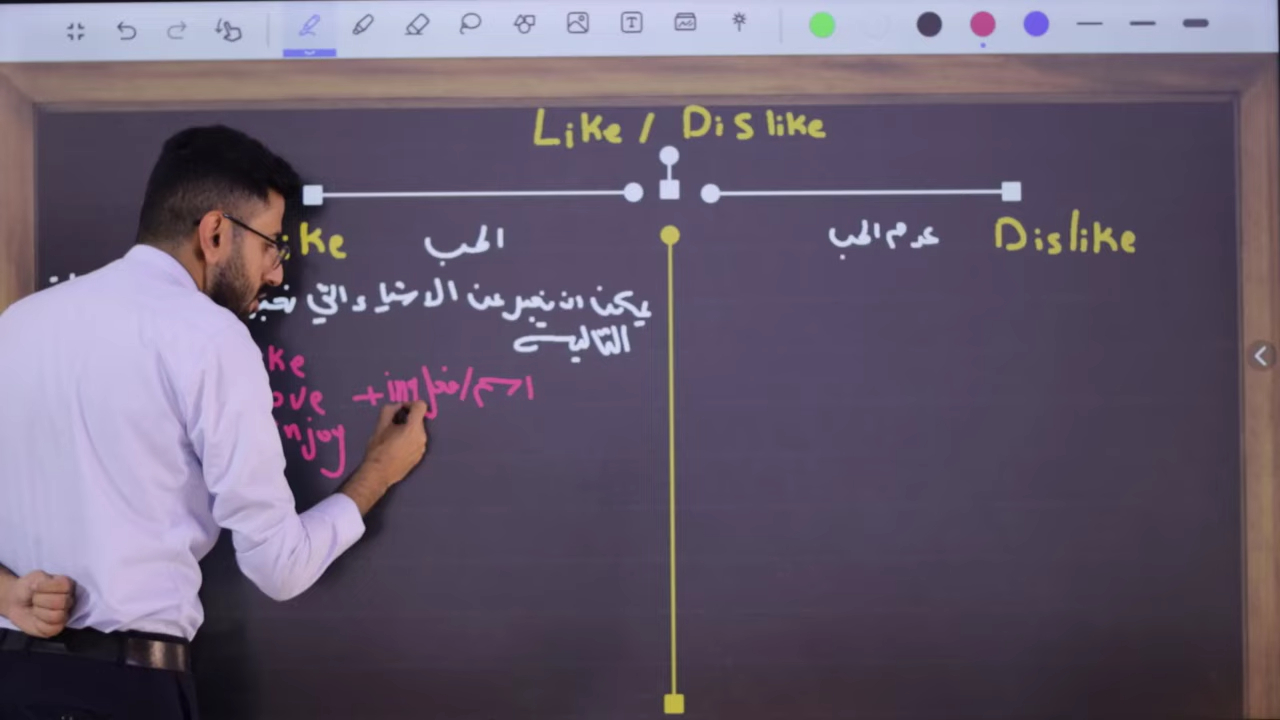 Like / Dislike
ike الحب
عدم الحب Dislike
يمكن ان نعبر عن الاشياء التي نحب
التالية
ke
ove + ing فعل/اسم
njoy